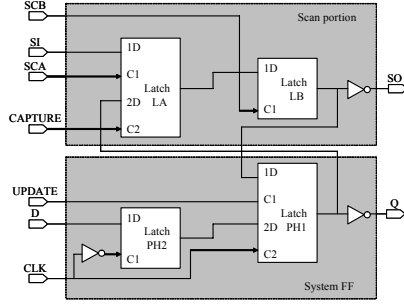 SCB
Scan portion
SI
1D
SCA
C1
1D
Latch
LA
Latch
LB
SO
2D
C1
CAPTURE
C2
1D
UPDATE
C1
D
1D
2D
Latch
PH1
Q
Latch
PH2
C1
C2
CLK
System FF